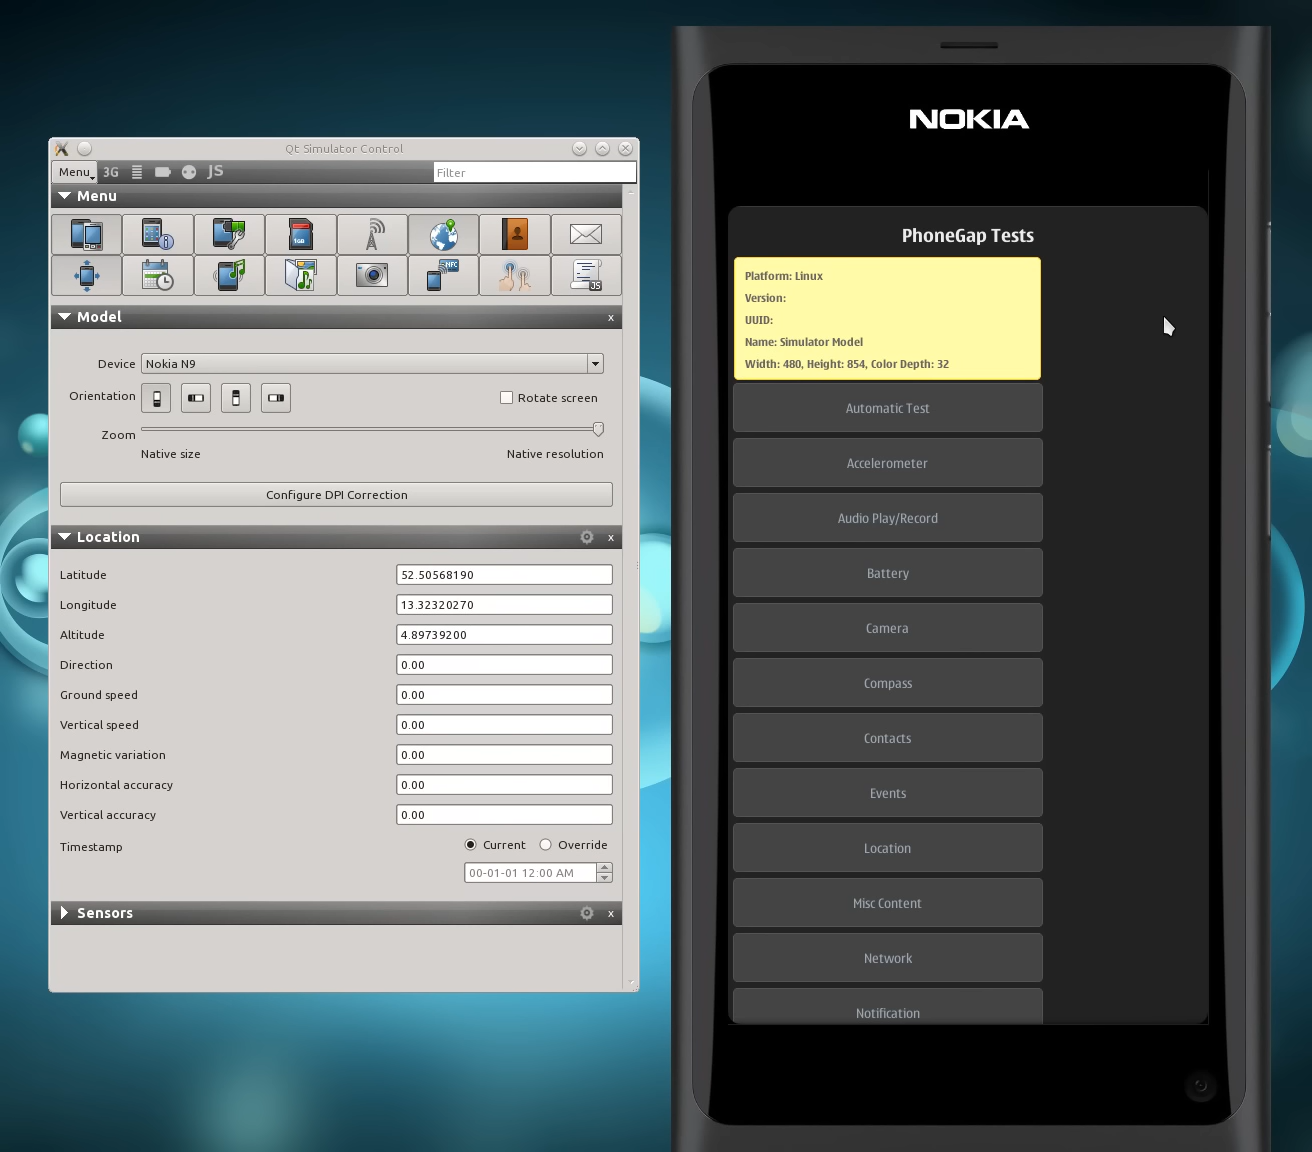 Qt Simulator Control
Menu 3G JS Filter
Menu
1GB
NFC
JS
Model x
Device Nokia N9
Orientation Rotate screen
Zoom
Native size Native resolution
Configure DPI Correction
Location x
Latitude 52.50568190
Longitude 13.32320270
Altitude 4.89739200
Direction 0.00
Ground speed 0.00
Vertical speed 0.00
Magnetic variation 0.00
Horizontal accuracy 0.00
Vertical accuracy 0.00
Timestamp Current Override
00-01-01 12:00 AM
Sensors x
NOKIA
PhoneGap Tests
Platform: Linux
Version:
UUID:
Name: Simulator Model
Width: 480, Height: 854, Color Depth: 32
Automatic Test
Accelerometer
Audio Play/Record
Battery
Camera
Compass
Contacts
Events
Location
Misc Content
Network
Notification